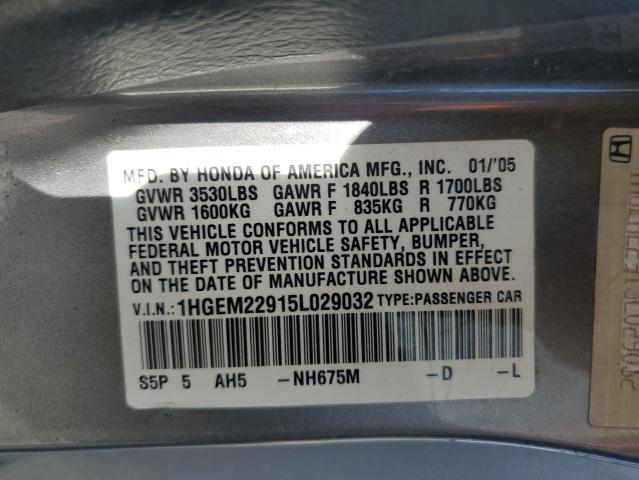 MFD. BY HONDA OF AMERICA MFG., INC. 01/'05
GVWR 3530LBS GAWR F 1840LBS R 1700LBS
GVWR 1600KG GAWR F 835KG R 770KG
THIS VEHICLE CONFORMS TO ALL APPLICABLE
FEDERAL MOTOR VEHICLE SAFETY, BUMPER,
AND THEFT PREVENTION STANDARDS IN EFFECT
ON THE DATE OF MANUFACTURE SHOWN ABOVE.
V.I.N.:1HGEM22915L029032 TYPE:PASSENGER CAR
S5P 5 AH5 -NH675M -D -L